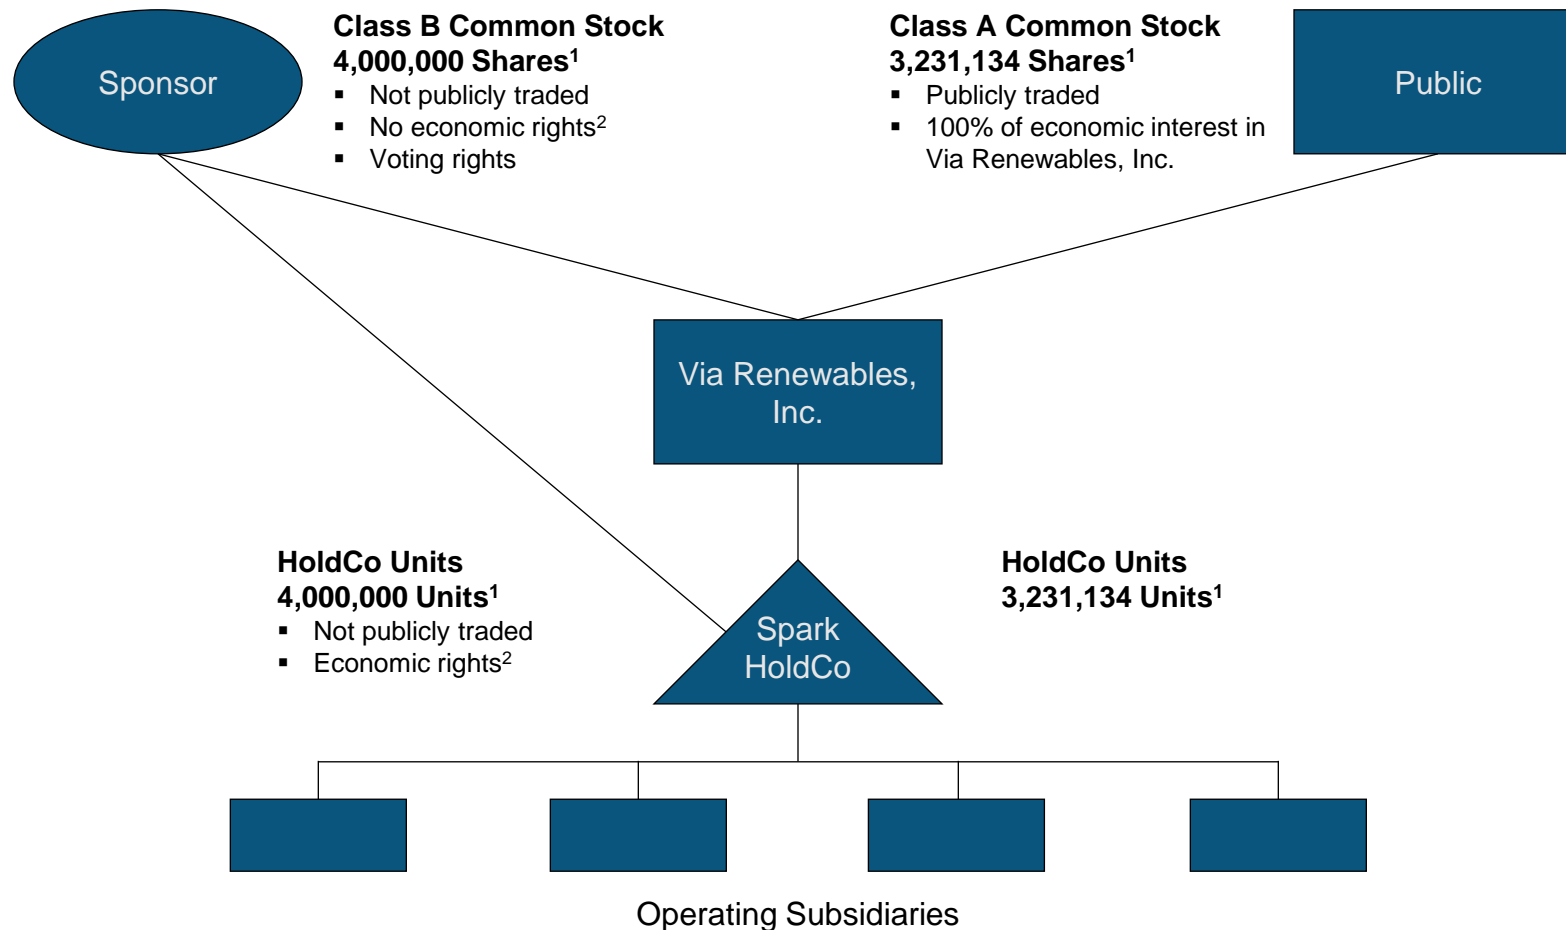 Sponsor
Class B Common Stock
4,000,000 Shares¹
▪ Not publicly traded
▪ No economic rights²
▪ Voting rights
Class A Common Stock
3,231,134 Shares¹
▪ Publicly traded
▪ 100% of economic interest in
Via Renewables, Inc.
Public
Via Renewables,
Inc.
HoldCo Units
4,000,000 Units¹
▪ Not publicly traded
▪ Economic rights²
HoldCo Units
3,231,134 Units¹
Spark
HoldCo
Operating Subsidiaries